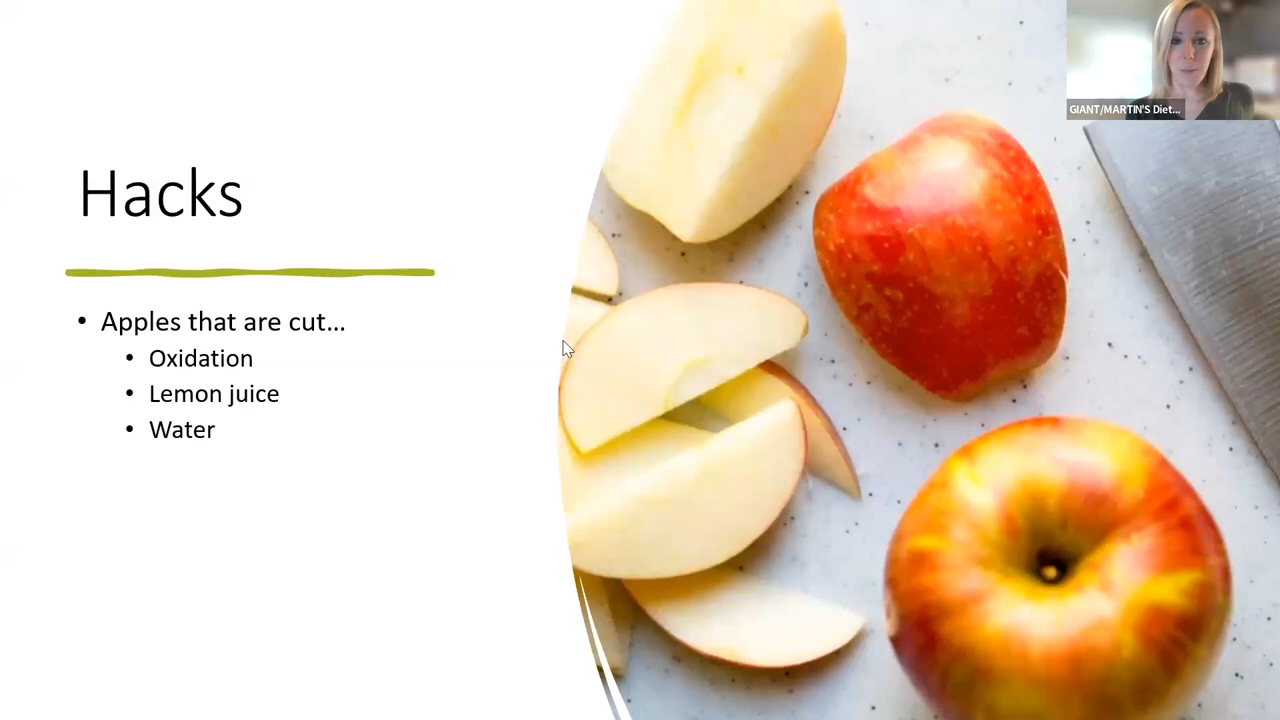 GIANT/MARTIN'S Diet...
Hacks
Apples that are cut...
Oxidation
Lemon juice
Water